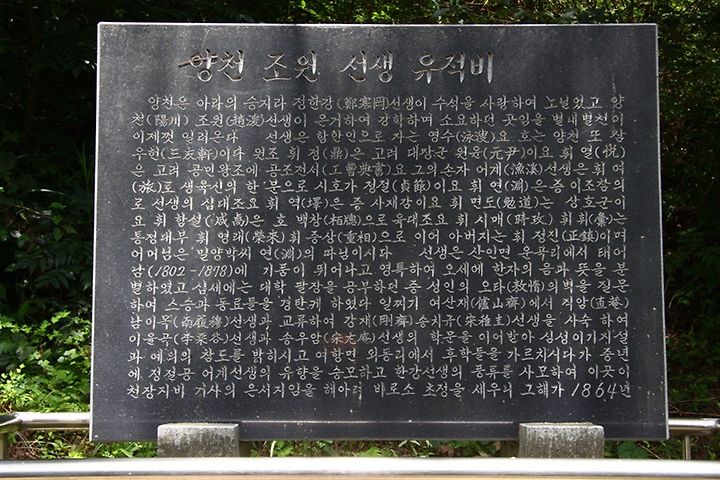 양천 조원 선생 유적비
양천은 아라의 승지라 정한강(鄭寒岡)선생이 수석을 사랑하여 노닐었고 양
천(陽川) 조원(趙湲)선생이 은거하여 강학하며 소요하던 곳임을 별내별천이
이제껏 일러온다 선생은 함안인으로 자는 영수(泳叟)요 호는 양천 또 삼
우헌(三友軒)이다 원조 휘 정(鼎)은 고려 대장군 원윤(元尹)이요 휘 열(悅)
은 고려 공민왕조에 공조전서(工曹典書)요 그의손자 어계(漁溪)선생은 휘 여
(旅)로 생육신의 한 분으로 시호가 정절(貞節)이요 휘 연(淵)은 증 이조참의
로 선생의 십대조요 휘 역(墿)은 증 사재감이요 휘 면도(勉道)는 상호군이
요 휘 함설(咸卨)은 호 백창(栢牕)으로 육대조요 휘 시매(時玫) 휘 휘(彙)는
통정대부 휘 영래(榮來) 휘 중상(重相)으로 이어 아버지는 휘 정진(正鎭)이며
어머님은 밀양박씨 연(淵)의 따님이시다 선생은 산인면 운곡리에서 태어
남(1802-1878)에 기풍이 뛰어나고 영특하여 오세에 한자의 음과 뜻을 분
별하였고 십세에는 대학 팔장을 공부하던 중 성인의 오타(敖惰)의벽을 질문
하여 스승과 동료들을 경탄케 하였다 일찌기 여산재(廬山齋)에서 직암(直菴)
남이목(南履穆)선생과 교류하며 강재(剛齋)송치규(宋穉圭)선생을 사숙 하여
이율곡(李栗谷)선생과 송우암(宋尤庵)선생의 학문을 이어받아 심성이기지설
과 예의의 창도를 밝히시고 여항면 외동리에서 후학들을 가르치시다가 중년
에 정절공 어계선생의 유향을 승모하고 한강선생의 풍류를 사모하여 이곳이
천장지비 거사의 은서지임을 헤아려 비로소 초정을 세우니 그해가 1864년